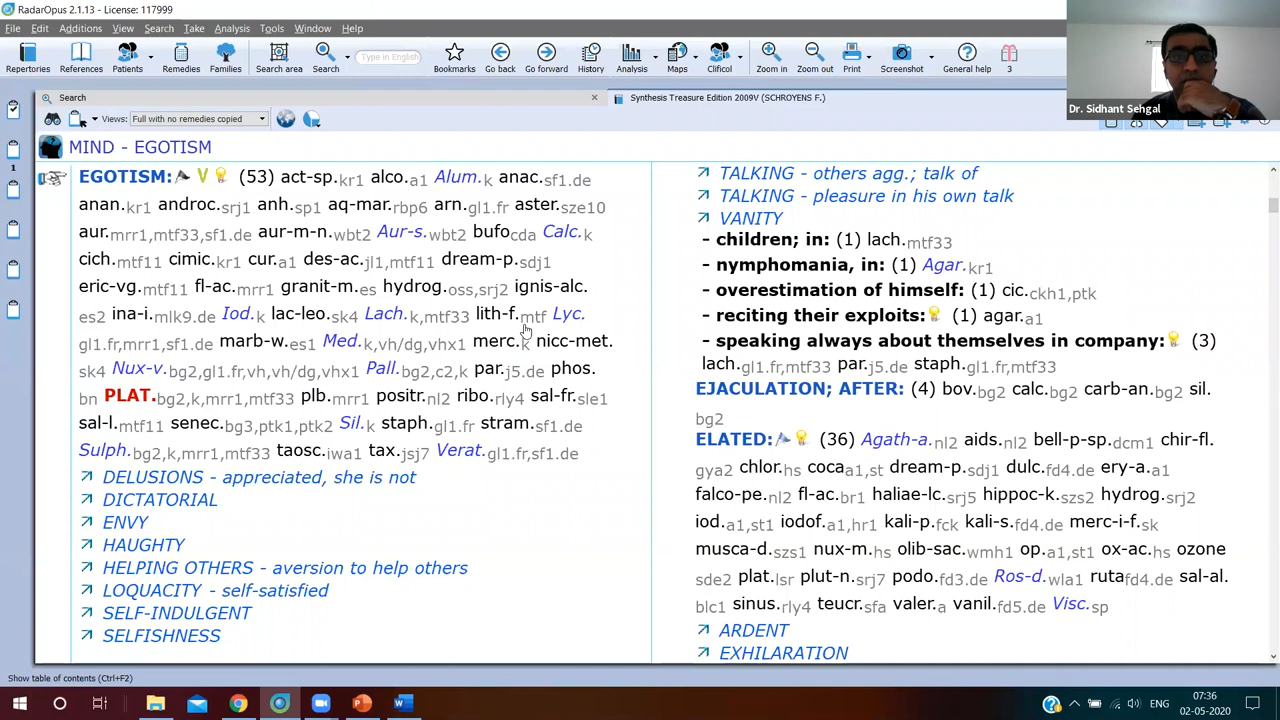 RadarOpus 2.1.13 - License: 117999
File Edit Additions View Search Take Analysis Tools Window Help
Type in English
Repertories References Patients Remedies Families Search area Search Bookmarks Go back Go forward History Analysis Maps Clificol Zoom in Zoom out Print Screenshot General help 3
Dr. Sidhant Sehgal
Search
Synthesis Treasure Edition 2009V (SCHROYENS F.)
Views: Full with no remedies copied
MIND - EGOTISM
1
EGOTISM: V (53) act-sp.kr1 alco.a1 Alum.k anac.sf1.de
anan.kr1 androc.srj1 anh.sp1 aq-mar.rbp6 arn.gl1.fr aster.sze10
aur.mrr1,mtf33,sf1.de aur-m-n.wbt2 Aur-s.wbt2 bufocda Calc.k
cich.mtf11 cimic.kr1 cur.a1 des-ac.jl1,mtf11 dream-p.sdj1
eric-vg.mtf11 fl-ac.mrr1 granit-m.es hydrog.oss,srj2 ignis-alc.
es2 ina-i.mlk9.de Iod.k lac-leo.sk4 Lach.k,mtf33 lith-f.mtf Lyc.
gl1.fr,mrr1,sf1.de marb-w.es1 Med.k,vh/dg,vhx1 merc.k nicc-met.
sk4 Nux-v.bg2,gl1.fr,vh,vh/dg,vhx1 Pall.bg2,c2,k par.j5.de phos.
bn PLAT.bg2,k,mrr1,mtf33 plb.mrr1 positr.nl2 ribo.rly4 sal-fr.sle1
sal-l.mtf11 senec.bg3,ptk1,ptk2 Sil.k staph.gl1.fr stram.sf1.de
Sulph.bg2,k,mrr1,mtf33 taosc.iwa1 tax.jsj7 Verat.gl1.fr,sf1.de
DELUSIONS - appreciated, she is not
DICTATORIAL
ENVY
HAUGHTY
HELPING OTHERS - aversion to help others
LOQUACITY - self-satisfied
SELF-INDULGENT
SELFISHNESS
TALKING - others agg.; talk of
TALKING - pleasure in his own talk
VANITY
- children; in: (1) lach.mtf33
- nymphomania, in: (1) Agar.kr1
- overestimation of himself: (1) cic.ckh1,ptk
- reciting their exploits: (1) agar.a1
- speaking always about themselves in company: (3)
lach.gl1.fr,mtf33 par.j5.de staph.gl1.fr,mtf33
EJACULATION; AFTER: (4) bov.bg2 calc.bg2 carb-an.bg2 sil.
bg2
ELATED: (36) Agath-a.nl2 aids.nl2 bell-p-sp.dcm1 chir-fl.
gya2 chlor.hs cocaa1,st dream-p.sdj1 dulc.fd4.de ery-a.a1
falco-pe.nl2 fl-ac.br1 haliae-lc.srj5 hippoc-k.szs2 hydrog.srj2
iod.a1,st1 iodof.a1,hr1 kali-p.fck kali-s.fd4.de merc-i-f.sk
musca-d.szs1 nux-m.hs olib-sac.wmh1 op.a1,st1 ox-ac.hs ozone
sde2 plat.lsr plut-n.srj7 podo.fd3.de Ros-d.wla1 rutafd4.de sal-al.
blc1 sinus.rly4 teucr.sfa valer.a vanil.fd5.de Visc.sp
ARDENT
EXHILARATION
Show table of contents (Ctrl+F2)
ENG
07:36
02-05-2020